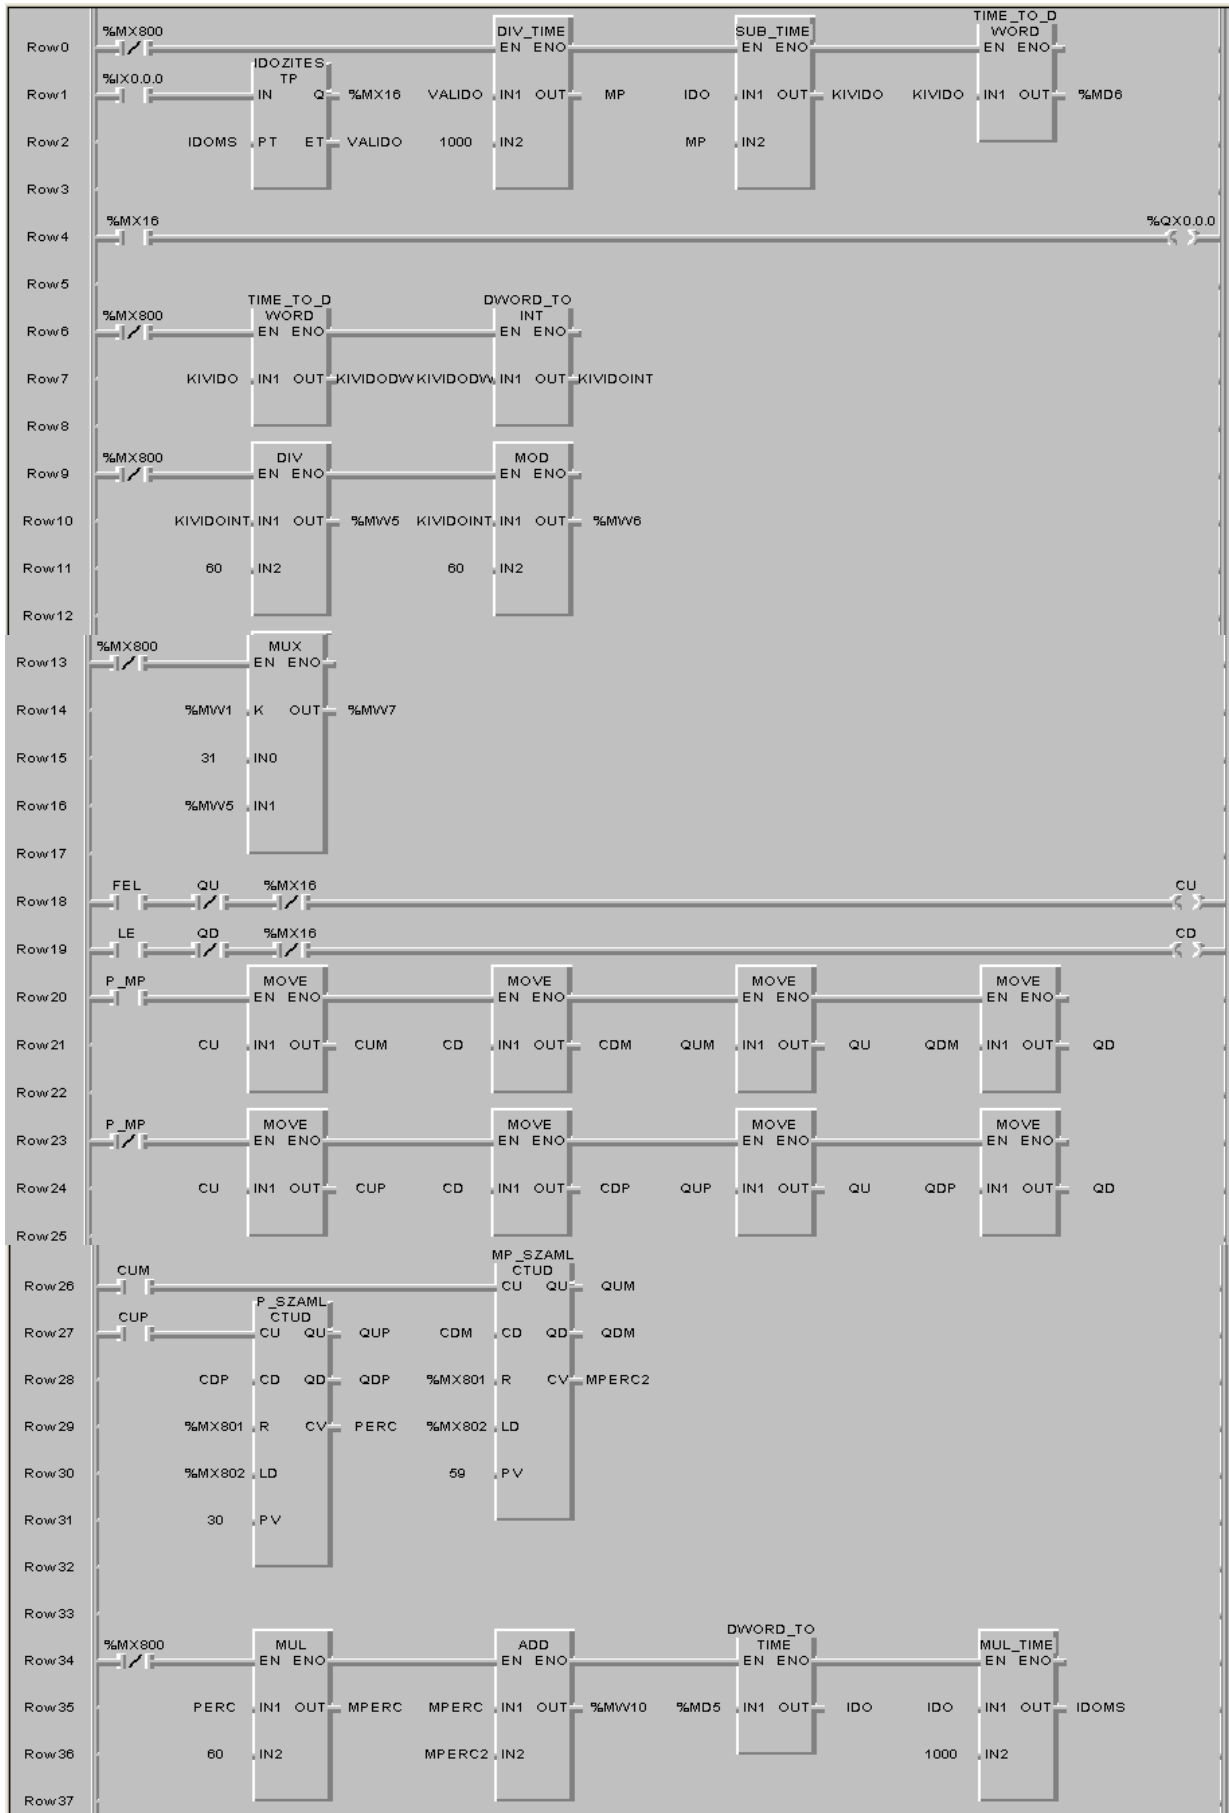 TIME_TO_D
%MX800 DIV_TIME SUB_TIME WORD
Row0 EN ENO EN ENO EN ENO
IDOZITES
%IX0.0.0 TP
Row1 IN Q %MX16 VALIDO IN1 OUT MP IDO IN1 OUT KIVIDO KIVIDO IN1 OUT %MD6
Row2 IDOMS PT ET VALIDO 1000 IN2 MP IN2
Row3
%MX16 %QX0.0.0
Row4
Row5
TIME_TO_D DWORD_TO
%MX800 WORD INT
Row6 EN ENO EN ENO
Row7 KIVIDO IN1 OUT KIVIDODW KIVIDODW IN1 OUT KIVIDOINT
Row8
%MX800 DIV MOD
Row9 EN ENO EN ENO
Row10 KIVIDOINT IN1 OUT %MW5 KIVIDOINT IN1 OUT %MW6
Row11 60 IN2 60 IN2
Row12
%MX800 MUX
Row13 EN ENO
Row14 %MW1 K OUT %MW7
Row15 31 IN0
Row16 %MW5 IN1
Row17
FEL QU %MX16 CU
Row18
LE QD %MX16 CD
Row19
P_MP MOVE MOVE MOVE MOVE
Row20 EN ENO EN ENO EN ENO EN ENO
Row21 CU IN1 OUT CUM CD IN1 OUT CDM QUM IN1 OUT QU QDM IN1 OUT QD
Row22
P_MP MOVE MOVE MOVE MOVE
Row23 EN ENO EN ENO EN ENO EN ENO
Row24 CU IN1 OUT CUP CD IN1 OUT CDP QUP IN1 OUT QU QDP IN1 OUT QD
Row25
MP_SZAML
CUM CTUD
Row26 CU QU QUM
P_SZAML
CUP CTUD
Row27 CU QU QUP CDM CD QD QDM
Row28 CDP CD QD QDP %MX801 R CV MPERC2
Row29 %MX801 R CV PERC %MX802 LD
Row30 %MX802 LD 59 PV
Row31 30 PV
Row32
Row33
DWORD_TO
%MX800 MUL ADD TIME MUL_TIME
Row34 EN ENO EN ENO EN ENO EN ENO
Row35 PERC IN1 OUT MPERC MPERC IN1 OUT %MW10 %MD5 IN1 OUT IDO IDO IN1 OUT IDOMS
Row36 60 IN2 MPERC2 IN2 1000 IN2
Row37